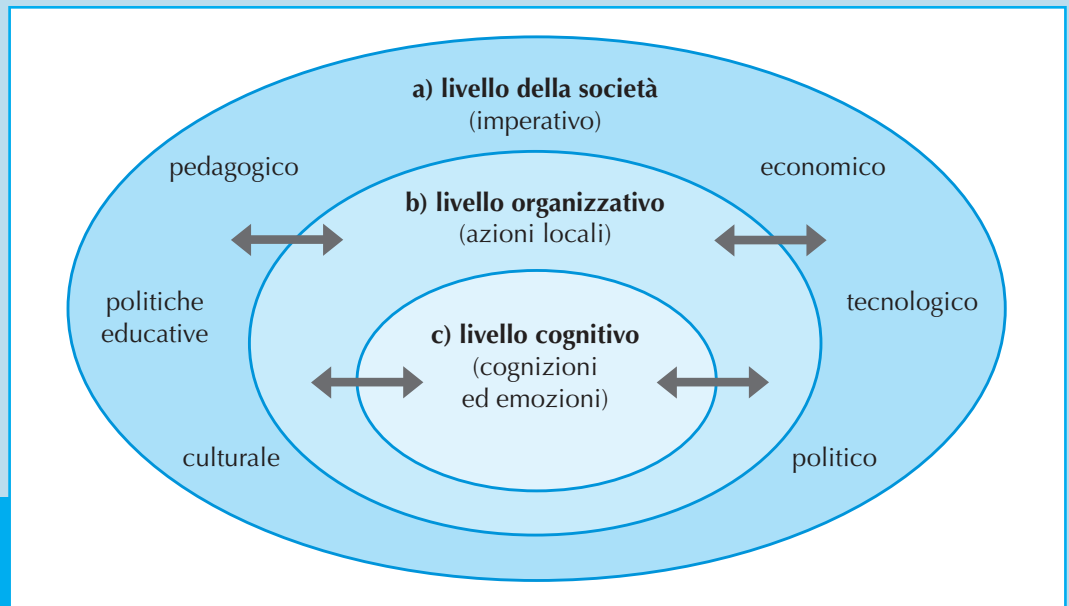 a) livello della società
(imperativo)
pedagogico
economico
b) livello organizzativo
(azioni locali)
politiche
educative
tecnologico
c) livello cognitivo
(cognizioni
ed emozioni)
culturale
politico